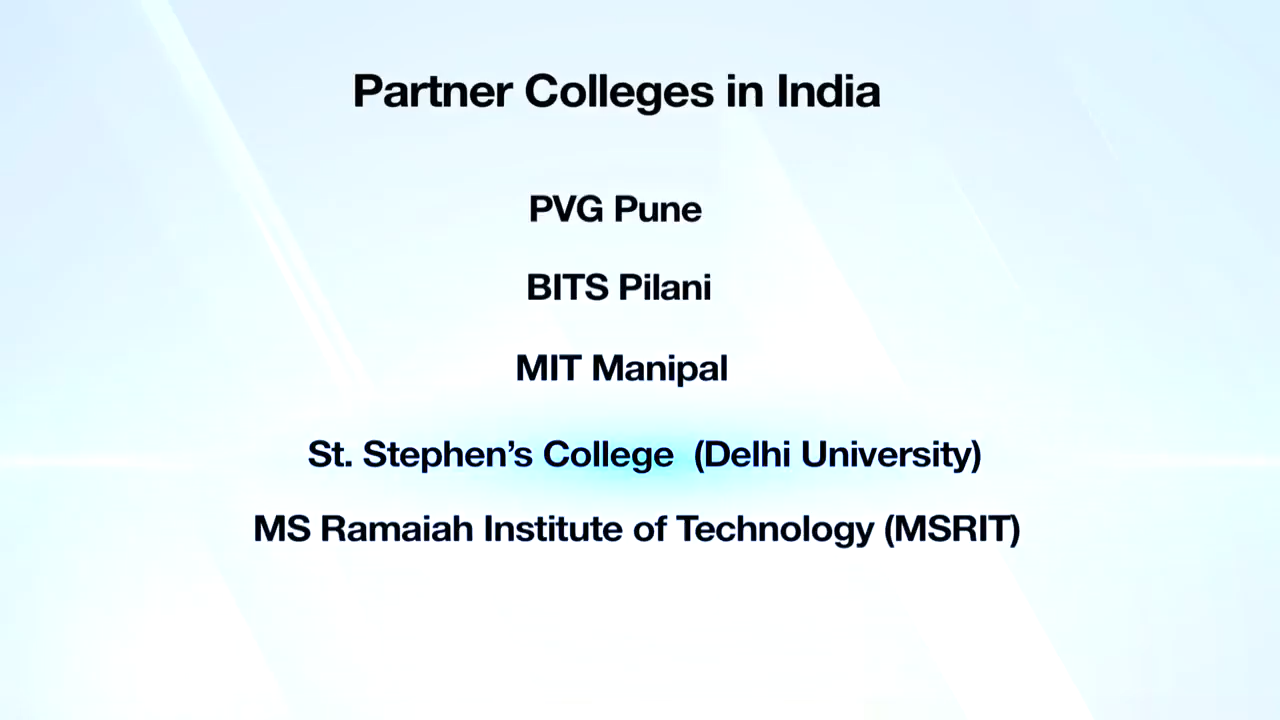 Partner Colleges in India
PVG Pune
BITS Pilani
MIT Manipal
St. Stephen’s College (Delhi University)
MS Ramaiah Institute of Technology (MSRIT)